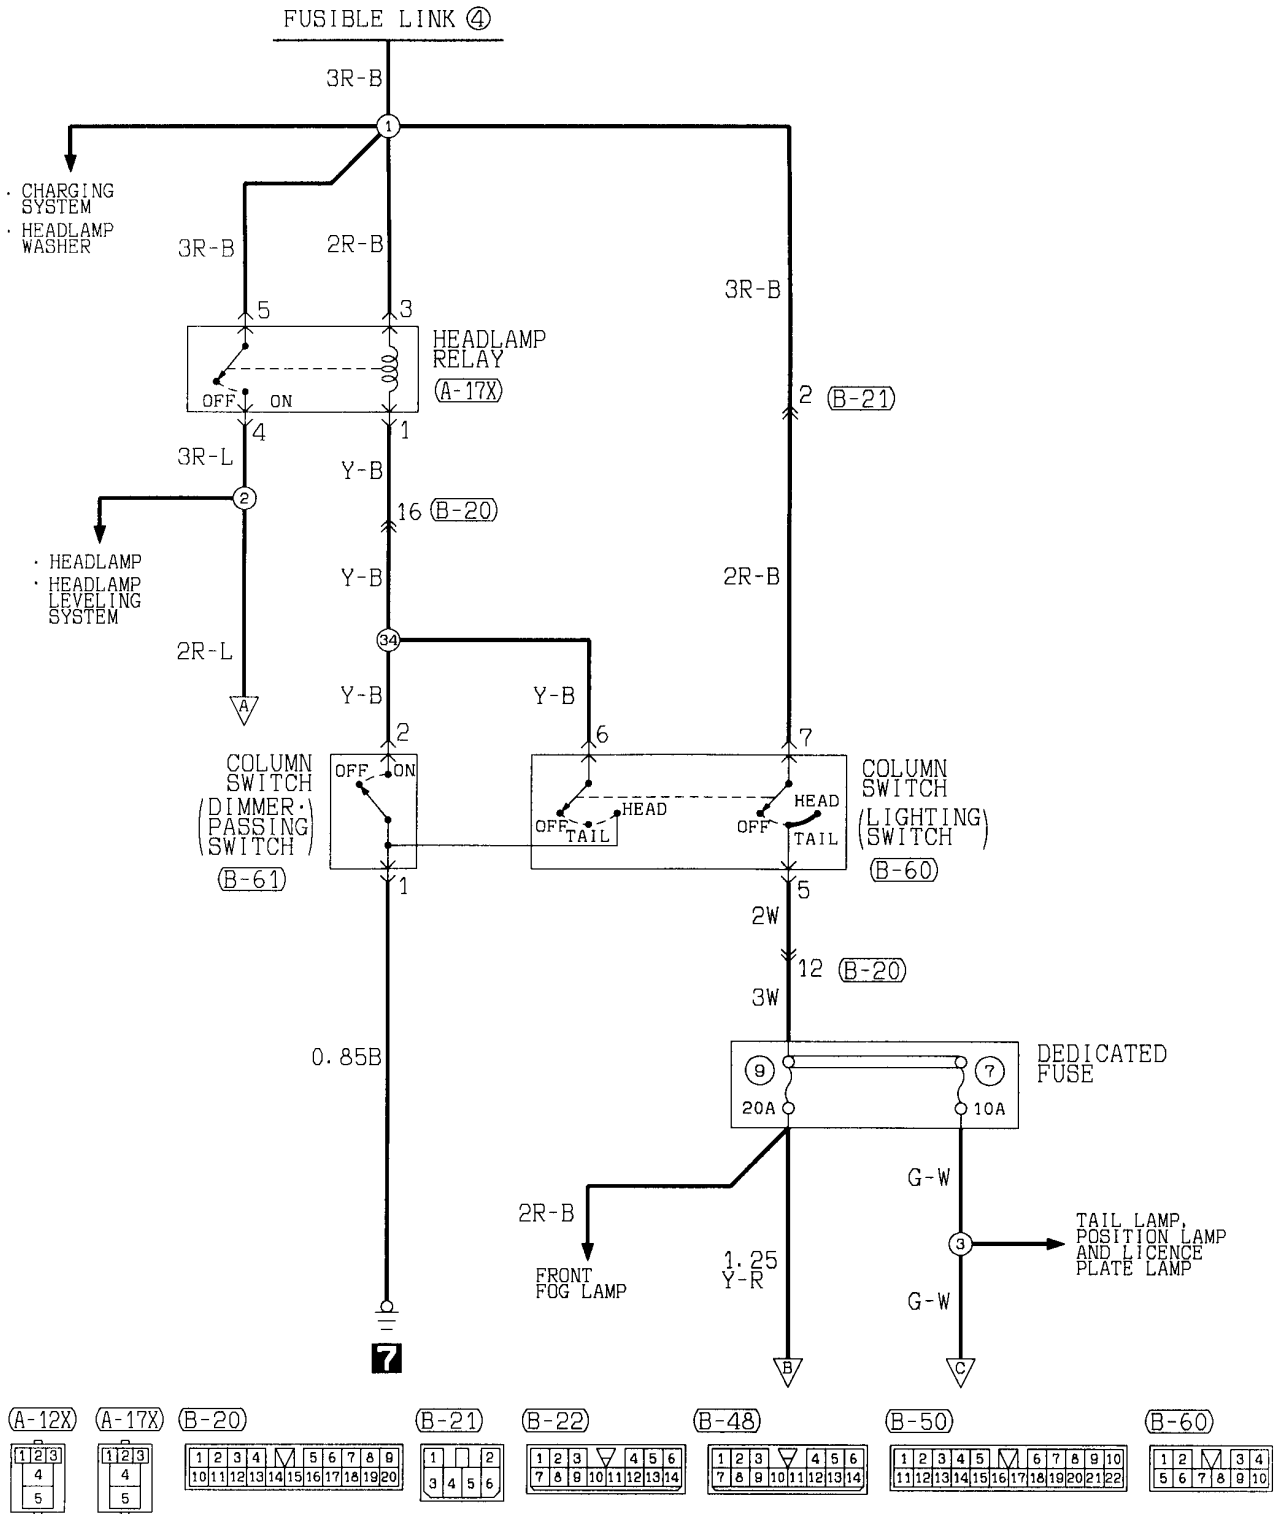 FUSIBLE LINK ④
3R-B
1
· CHARGING
SYSTEM
· HEADLAMP
WASHER
3R-B
2R-B
3R-B
5
3
HEADLAMP
RELAY
(A-17X)
OFF
ON
4
1
2
(B-21)
3R-L
Y-B
2
16
(B-20)
· HEADLAMP
· HEADLAMP
LEVELING
SYSTEM
Y-B
2R-B
34
2R-L
Y-B
Y-B
A
2
6
7
COLUMN
SWITCH
(DIMMER·
PASSING
SWITCH)
(B-61)
OFF
ON
OFF
TAIL
HEAD
OFF
HEAD
TAIL
COLUMN
SWITCH
(LIGHTING
SWITCH)
(B-60)
1
5
2W
12
(B-20)
3W
0.85B
9
7
DEDICATED
FUSE
20A
10A
G-W
2R-B
FRONT
FOG LAMP
1.25
Y-R
3
TAIL LAMP,
POSITION LAMP
AND LICENCE
PLATE LAMP
G-W
7
B
C
(A-12X) (A-17X) (B-20) (B-21) (B-22) (B-48) (B-50) (B-60)
1 2 3
4
5
1 2 3
4
5
1 2 3 4 5 6 7 8 9
10 11 12 13 14 15 16 17 18 19 20
1 2
3 4 5 6
1 2 3 4 5 6
7 8 9 10 11 12 13 14
1 2 3 4 5 6
7 8 9 10 11 12 13 14
1 2 3 4 5 6 7 8 9 10
11 12 13 14 15 16 17 18 19 20 21 22
1 2 3 4
5 6 7 8 9 10